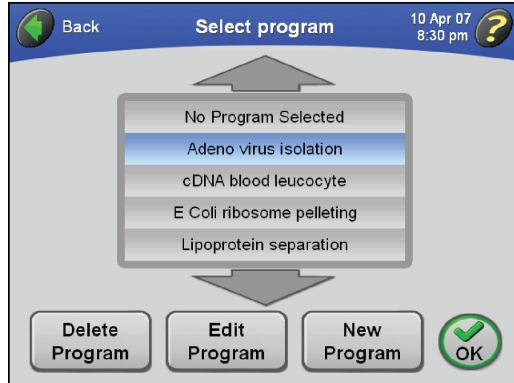 Back
Select program
10 Apr 07
8:30 pm
?
No Program Selected
Adeno virus isolation
cDNA blood leucocyte
E Coli ribosome pelleting
Lipoprotein separation
Delete
Program
Edit
Program
New
Program
OK